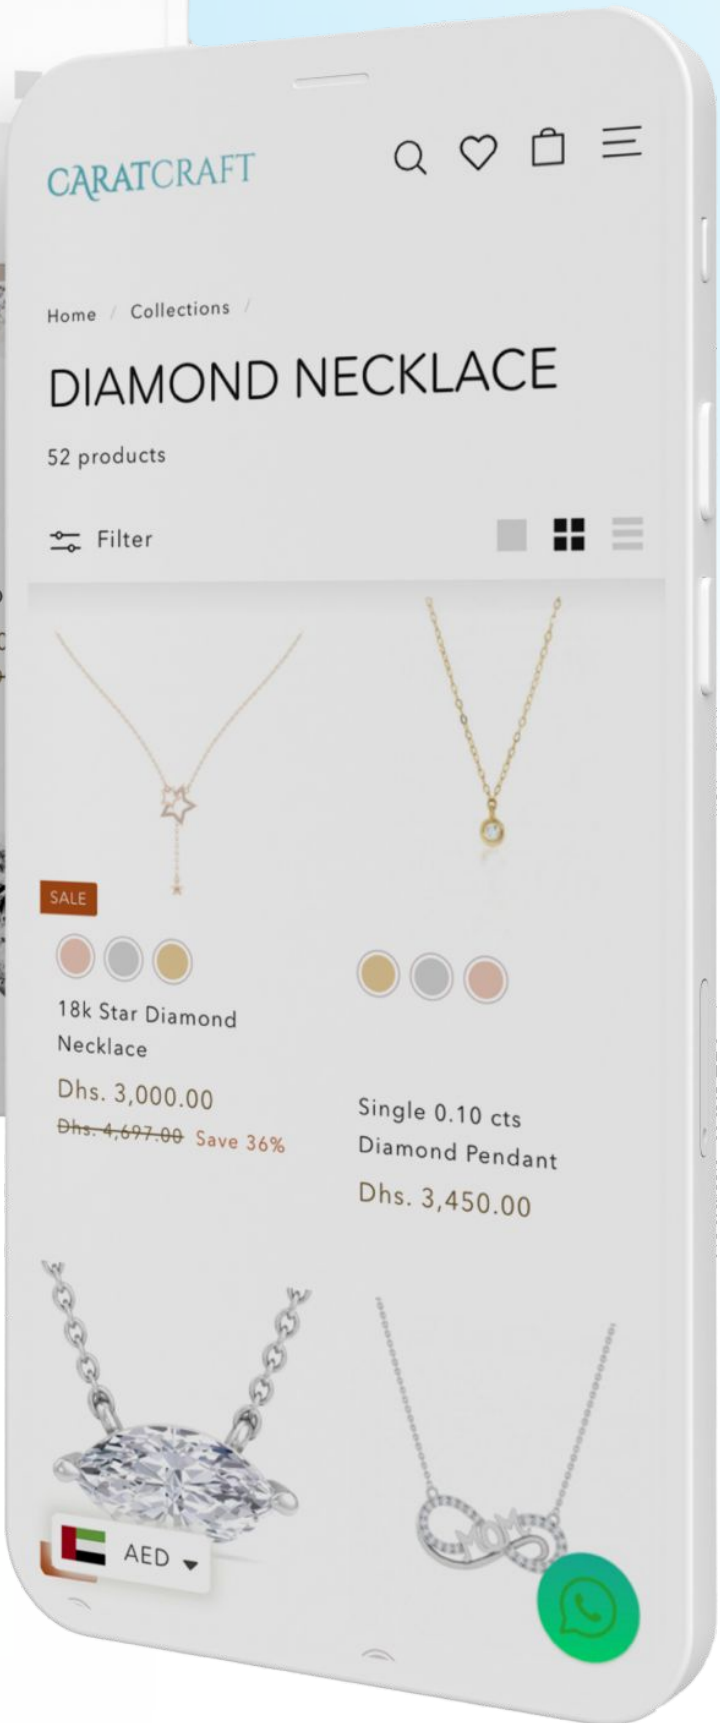 CARATCRAFT
Home / Collections /
DIAMOND NECKLACE
52 products
Filter
SALE
18k Star Diamond
Necklace
Dhs. 3,000.00
Dhs. 4,697.00 Save 36%
Single 0.10 cts
Diamond Pendant
Dhs. 3,450.00
MOM
AED